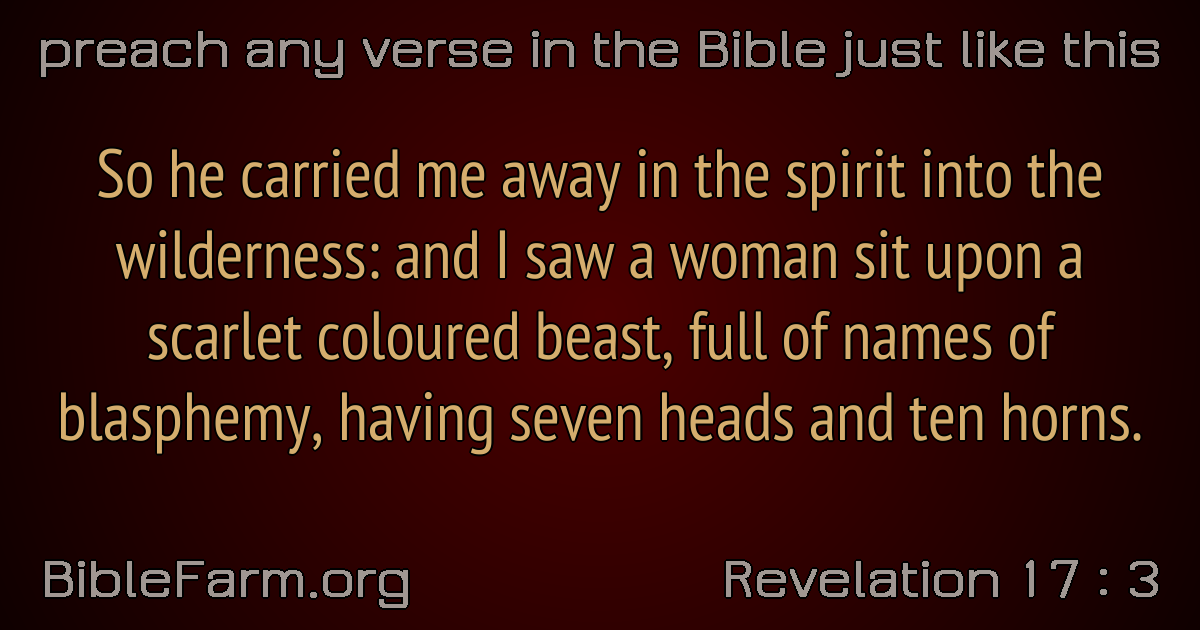 preach any verse in the Bible just like this
So he carried me away in the spirit into the
wilderness: and I saw a woman sit upon a
scarlet coloured beast, full of names of
blasphemy, having seven heads and ten horns.
BibleFarm.org
Revelation 17 : 3